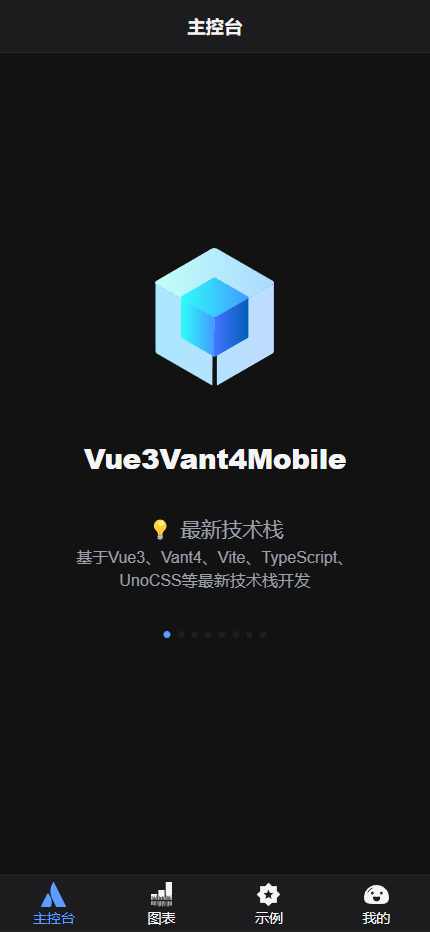 主控台
Vue3Vant4Mobile
💡 最新技术栈
基于Vue3、Vant4、Vite、TypeScript、
UnoCSS等最新技术栈开发
主控台
图表
示例
我的